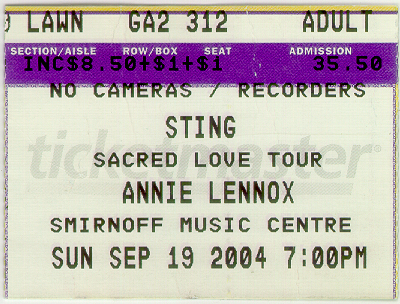 LAWN GA2 312 ADULT
SECTION/AISLE ROW/BOX SEAT ADMISSION
INC$8.50+$1+$1 35.50
NO CAMERAS / RECORDERS
STING
ticketmaster®
SACRED LOVE TOUR
ANNIE LENNOX
SMIRNOFF MUSIC CENTRE
SUN SEP 19 2004 7:00PM